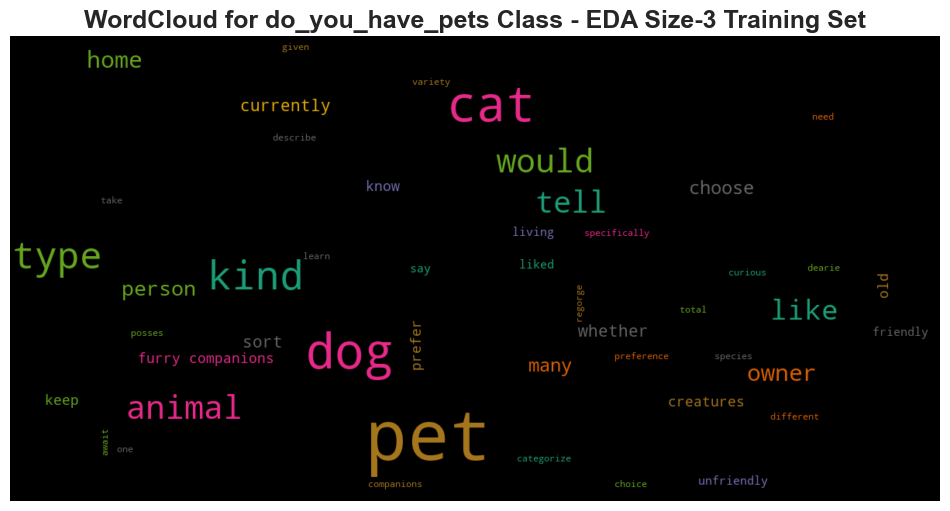 WordCloud for do_you_have_pets Class - EDA Size-3 Training Set
given
home
variety
currently
cat
need
describe
would
know
choose
take
tell
living
specifically
type
learn
kind
say
liked
curious
dearie
old
person
regorge
total
like
posses
sort
prefer
whether
friendly
dog
furry companions
many
preference
species
owner
keep
animal
creatures
different
pet
await
one
categorize
companions
choice
unfriendly